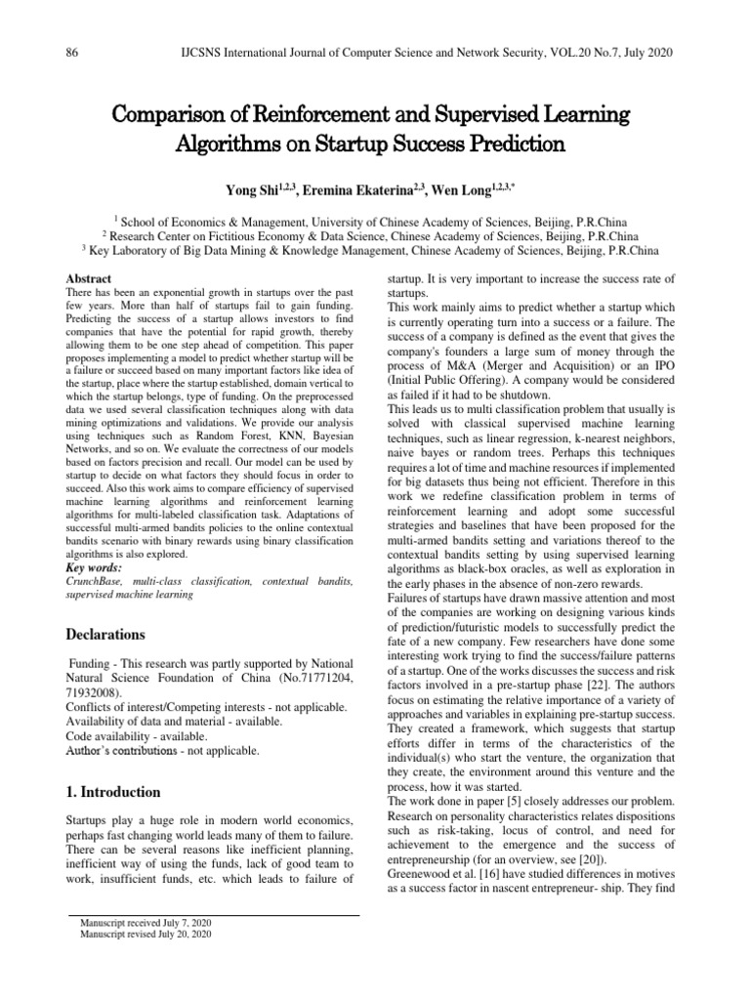 86 IJCSNS International Journal of Computer Science and Network Security, VOL.20 No.7, July 2020
Comparison of Reinforcement and Supervised Learning
Algorithms on Startup Success Prediction
Yong Shi1,2,3, Eremina Ekaterina2,3, Wen Long1,2,3,*
1 School of Economics & Management, University of Chinese Academy of Sciences, Beijing, P.R.China
2 Research Center on Fictitious Economy & Data Science, Chinese Academy of Sciences, Beijing, P.R.China
3 Key Laboratory of Big Data Mining & Knowledge Management, Chinese Academy of Sciences, Beijing, P.R.China
Abstract
There has been an exponential growth in startups over the past
few years. More than half of startups fail to gain funding.
Predicting the success of a startup allows investors to find
companies that have the potential for rapid growth, thereby
allowing them to be one step ahead of competition. This paper
proposes implementing a model to predict whether startup will be
a failure or succeed based on many important factors like idea of
the startup, place where the startup established, domain vertical to
which the startup belongs, type of funding. On the preprocessed
data we used several classification techniques along with data
mining optimizations and validations. We provide our analysis
using techniques such as Random Forest, KNN, Bayesian
Networks, and so on. We evaluate the correctness of our models
based on factors precision and recall. Our model can be used by
startup to decide on what factors they should focus in order to
succeed. Also this work aims to compare efficiency of supervised
machine learning algorithms and reinforcement learning
algorithms for multi-labeled classification task. Adaptations of
successful multi-armed bandits policies to the online contextual
bandits scenario with binary rewards using binary classification
algorithms is also explored.
Key words:
CrunchBase, multi-class classification, contextual bandits,
supervised machine learning
Declarations
Funding - This research was partly supported by National
Natural Science Foundation of China (No.71771204,
71932008).
Conflicts of interest/Competing interests - not applicable.
Availability of data and material - available.
Code availability - available.
Author's contributions - not applicable.
1. Introduction
Startups play a huge role in modern world economics,
perhaps fast changing world leads many of them to failure.
There can be several reasons like inefficient planning,
inefficient way of using the funds, lack of good team to
work, insufficient funds, etc. which leads to failure of
Manuscript received July 7, 2020
Manuscript revised July 20, 2020
startup. It is very important to increase the success rate of
startups.
This work mainly aims to predict whether a startup which
is currently operating turn into a success or a failure. The
success of a company is defined as the event that gives the
company's founders a large sum of money through the
process of M&A (Merger and Acquisition) or an IPO
(Initial Public Offering). A company would be considered
as failed if it had to be shutdown.
This leads us to multi classification problem that usually is
solved with classical supervised machine learning
techniques, such as linear regression, k-nearest neighbors,
naive bayes or random trees. Perhaps this techniques
requires a lot of time and machine resources if implemented
for big datasets thus being not efficient. Therefore in this
work we redefine classification problem in terms of
reinforcement learning and adopt some successful
strategies and baselines that have been proposed for the
multi-armed bandits setting and variations thereof to the
contextual bandits setting by using supervised learning
algorithms as black-box oracles, as well as exploration in
the early phases in the absence of non-zero rewards.
Failures of startups have drawn massive attention and most
of the companies are working on designing various kinds
of prediction/futuristic models to successfully predict the
fate of a new company. Few researchers have done some
interesting work trying to find the success/failure patterns
of a startup. One of the works discusses the success and risk
factors involved in a pre-startup phase [22]. The authors
focus on estimating the relative importance of a variety of
approaches and variables in explaining pre-startup success.
They created a framework, which suggests that startup
efforts differ in terms of the characteristics of the
individual(s) who start the venture, the organization that
they create, the environment around this venture and the
process, how it was started.
The work done in paper [5] closely addresses our problem.
Research on personality characteristics relates dispositions
such as risk-taking, locus of control, and need for
achievement to the emergence and the success of
entrepreneurship (for an overview, see [20]).
Greenewood et al. [16] have studied differences in motives
as a success factor in nascent entrepreneur- ship. They find